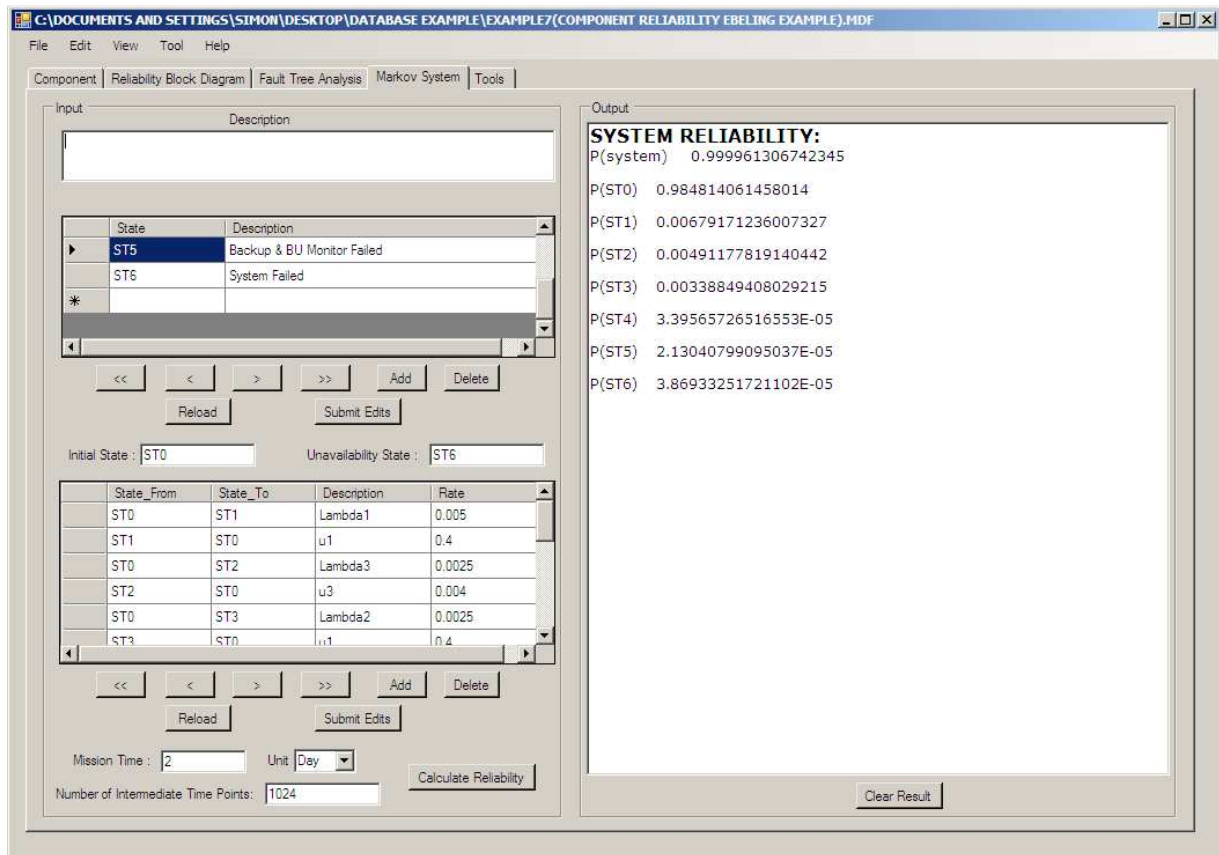 C:\DOCUMENTS AND SETTINGS\SIMON\DESKTOP\DATABASE EXAMPLE\EXAMPLE7(COMPONENT RELIABILITY EBELING EXAMPLE).MDF
File Edit View Tool Help
Component Reliability Block Diagram Fault Tree Analysis Markov System Tools
Input
Description
State Description
ST5 Backup & BU Monitor Failed
ST6 System Failed
*
<< < > >> Add Delete
Reload Submit Edits
Initial State : ST0 Unavailability State : ST6
State_From State_To Description Rate
ST0 ST1 Lambda1 0.005
ST1 ST0 u1 0.4
ST0 ST2 Lambda3 0.0025
ST2 ST0 u3 0.004
ST0 ST3 Lambda2 0.0025
ST3 ST0 u1 0.4
<< < > >> Add Delete
Reload Submit Edits
Mission Time : 2 Unit Day
Calculate Reliability
Number of Intermediate Time Points: 1024
Output
SYSTEM RELIABILITY:
P(system) 0.999961306742345
P(ST0) 0.984814061458014
P(ST1) 0.00679171236007327
P(ST2) 0.00491177819140442
P(ST3) 0.00338849408029215
P(ST4) 3.39565726516553E-05
P(ST5) 2.13040799095037E-05
P(ST6) 3.86933251721102E-05
Clear Result